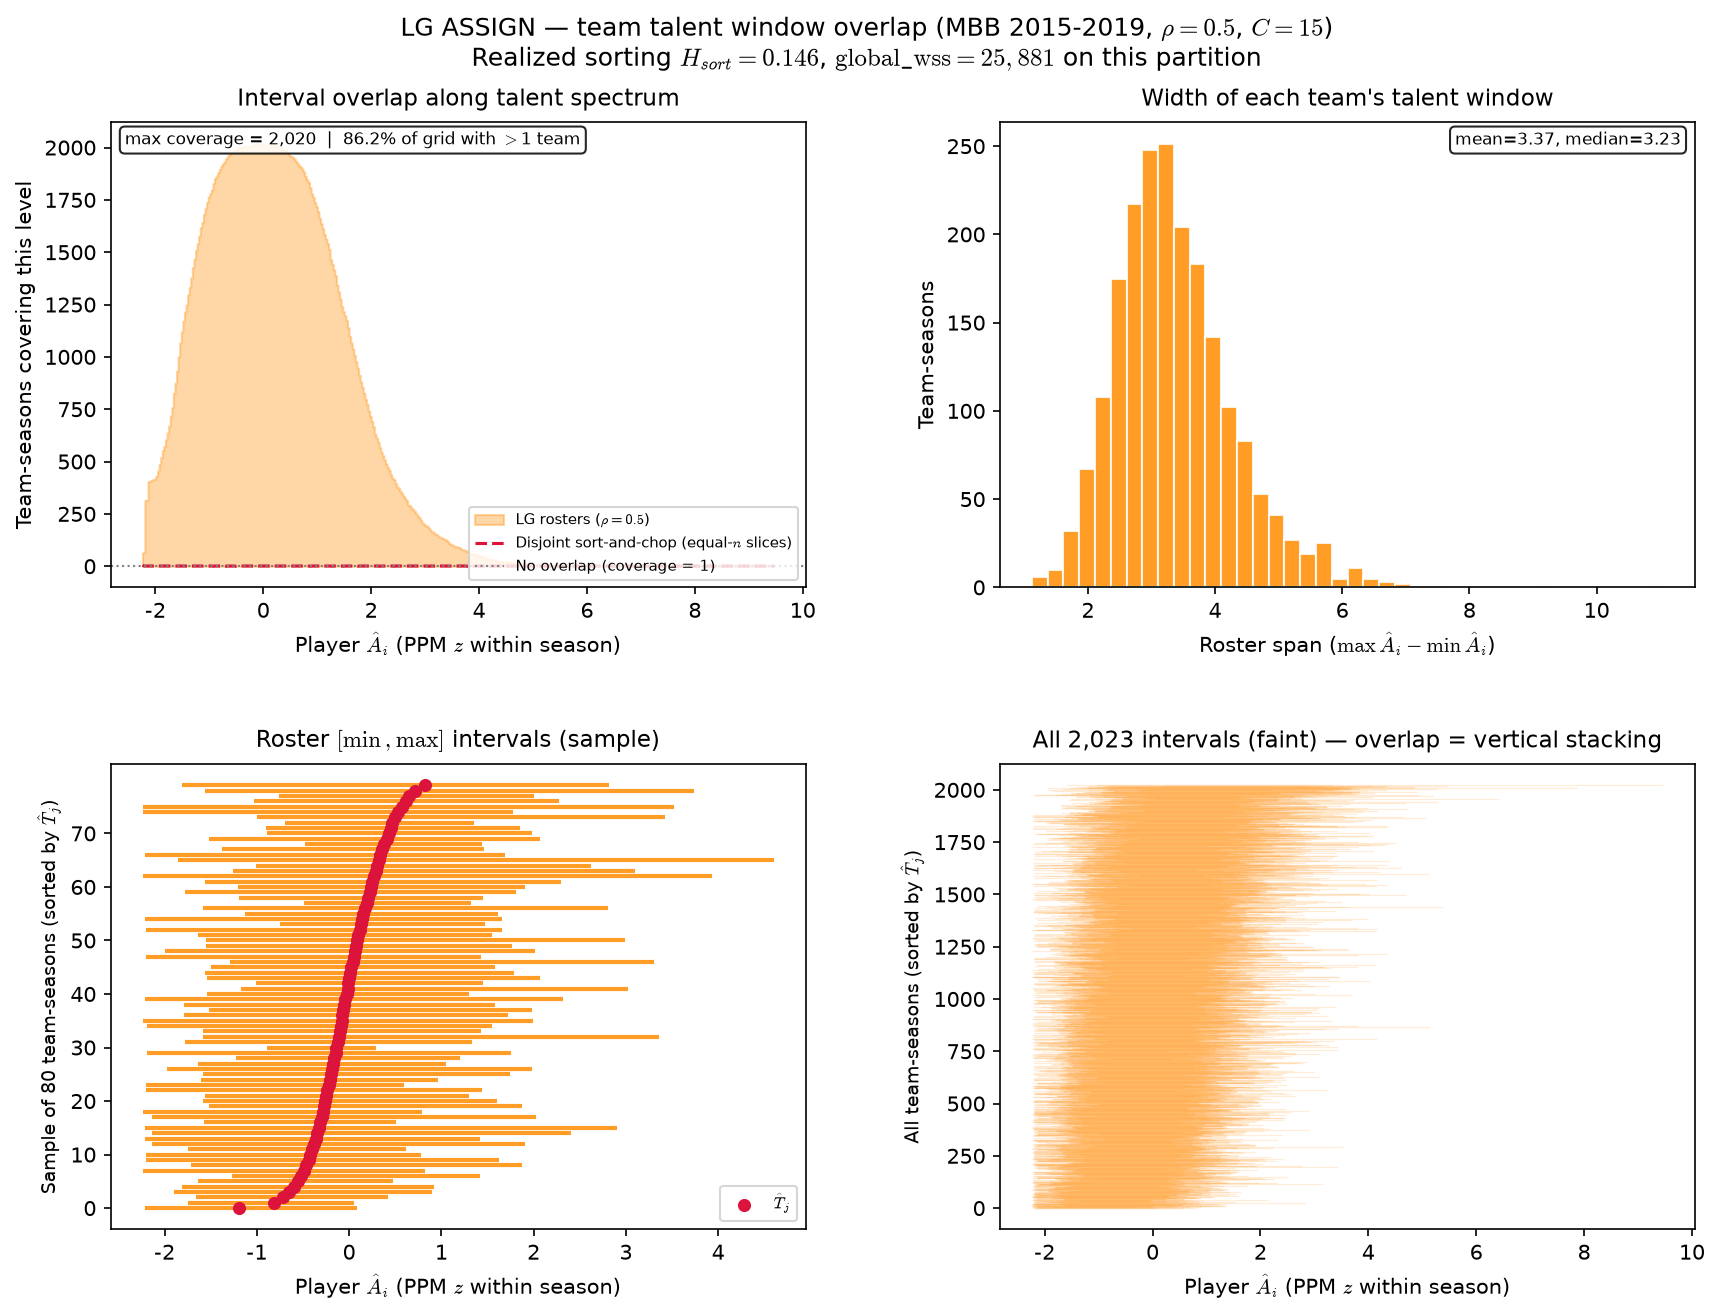 LG ASSIGN — team talent window overlap (MBB 2015-2019, ρ = 0.5, C = 15)
Realized sorting H_sort = 0.146, global_wss = 25,881 on this partition
Interval overlap along talent spectrum
max coverage = 2,020 | 86.2% of grid with >1 team
Team-seasons covering this level
2000
1750
1500
1250
1000
750
500
250
0
LG rosters (ρ = 0.5)
Disjoint sort-and-chop (equal-n slices)
No overlap (coverage = 1)
-2 0 2 4 6 8 10
Player Â_i (PPM z within season)
Width of each team's talent window
mean=3.37, median=3.23
Team-seasons
250
200
150
100
50
0
2 4 6 8 10
Roster span (max Â_i − min Â_i)
Roster [min, max] intervals (sample)
Sample of 80 team-seasons (sorted by T̂_j)
70
60
50
40
30
20
10
0
T̂_j
-2 -1 0 1 2 3 4
Player Â_i (PPM z within season)
All 2,023 intervals (faint) — overlap = vertical stacking
All team-seasons (sorted by T̂_j)
2000
1750
1500
1250
1000
750
500
250
0
-2 0 2 4 6 8 10
Player Â_i (PPM z within season)